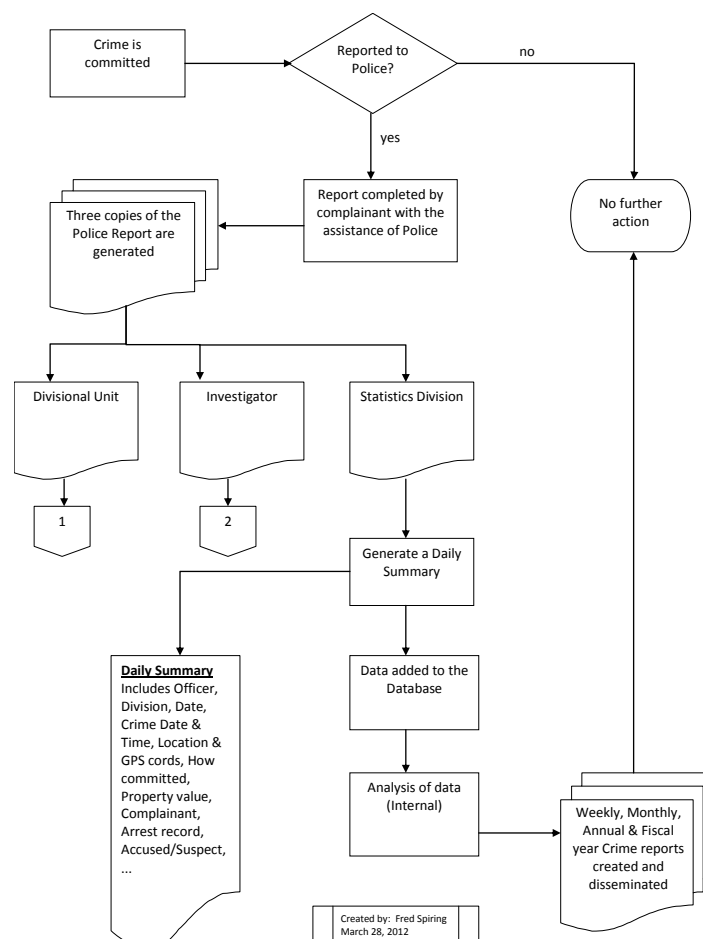 Crime is
committed
Reported to
Police?
no
yes
Three copies of the
Police Report are
generated
Report completed by
complainant with the
assistance of Police
No further
action
Divisional Unit
Investigator
Statistics Division
1
2
Generate a Daily
Summary
Daily Summary
Includes Officer,
Division, Date,
Crime Date &
Time, Location &
GPS cords, How
committed,
Property value,
Complainant,
Arrest record,
Accused/Suspect,
...
Data added to the
Database
Analysis of data
(Internal)
Weekly, Monthly,
Annual & Fiscal
year Crime reports
created and
disseminated
Created by: Fred Spiring
March 28, 2012